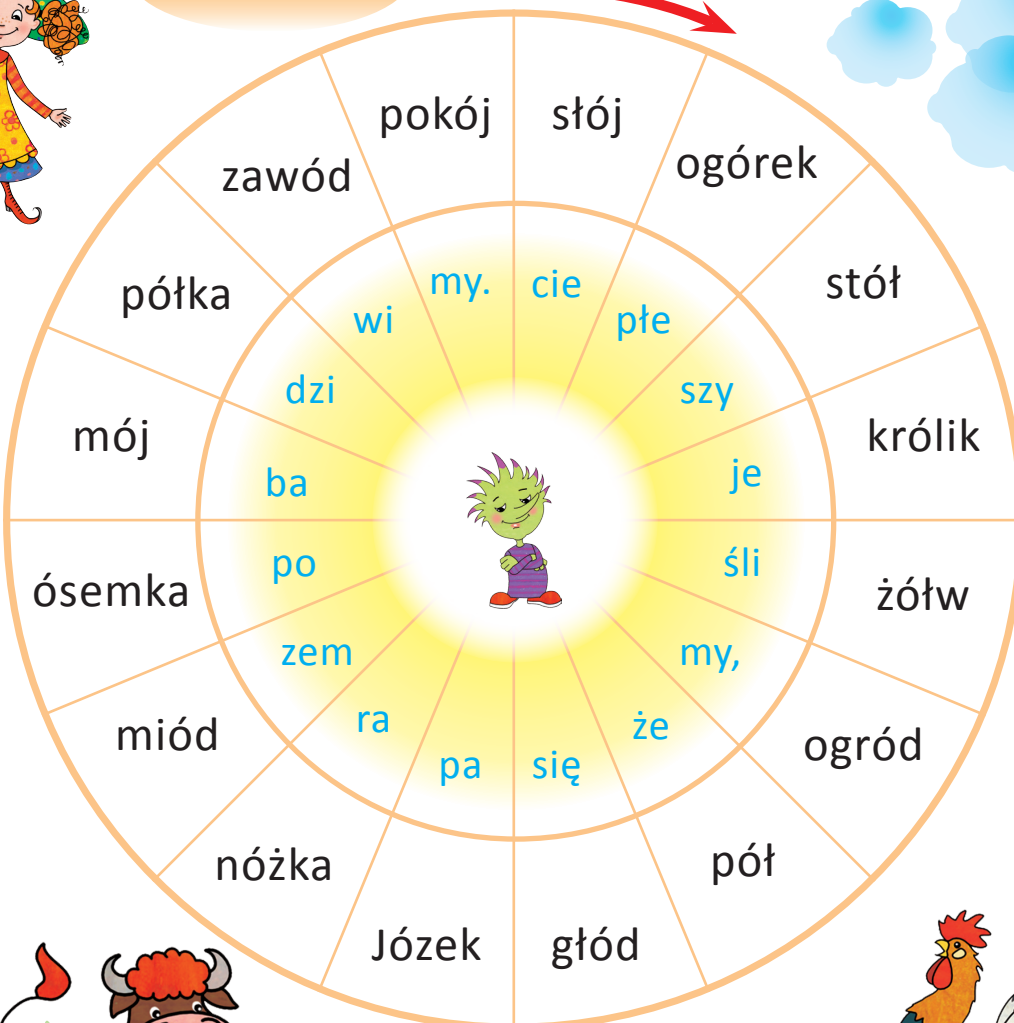 słój
ogórek
stół
królik
żółw
ogród
pół
głód
Józek
nóżka
miód
ósemka
mój
półka
zawód
pokój
cie
płe
szy
je
śli
my,
że
się
pa
ra
zem
po
ba
dzi
wi
my.